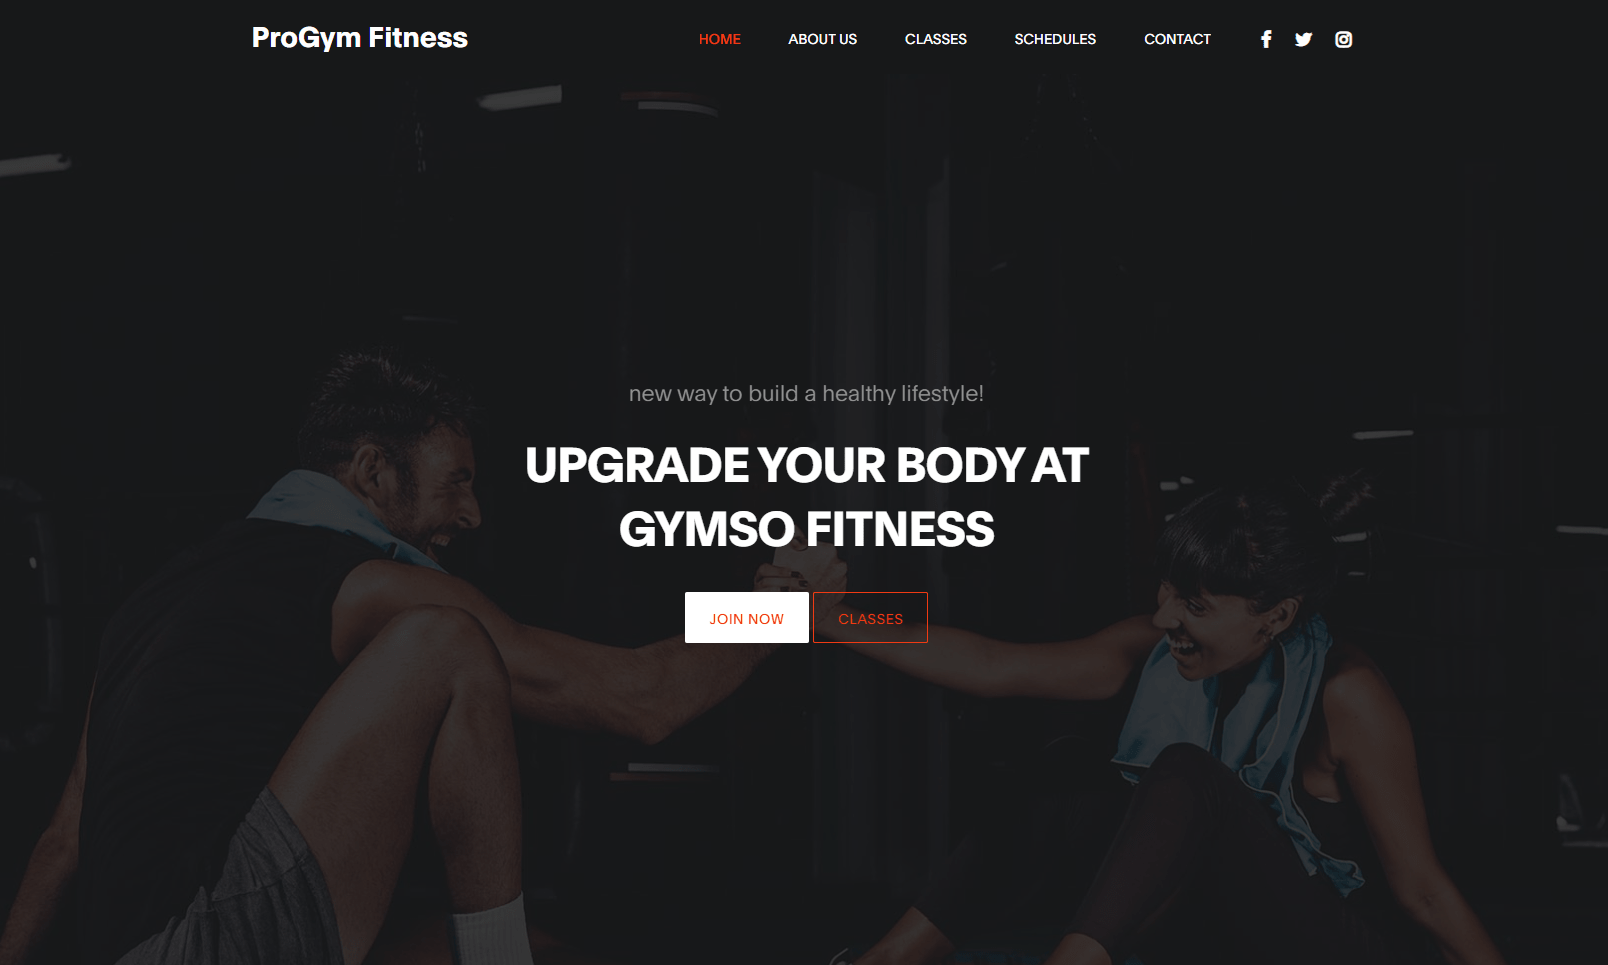 ProGym Fitness
HOME ABOUT US CLASSES SCHEDULES CONTACT
new way to build a healthy lifestyle!
UPGRADE YOUR BODY AT
GYMSO FITNESS
JOIN NOW CLASSES